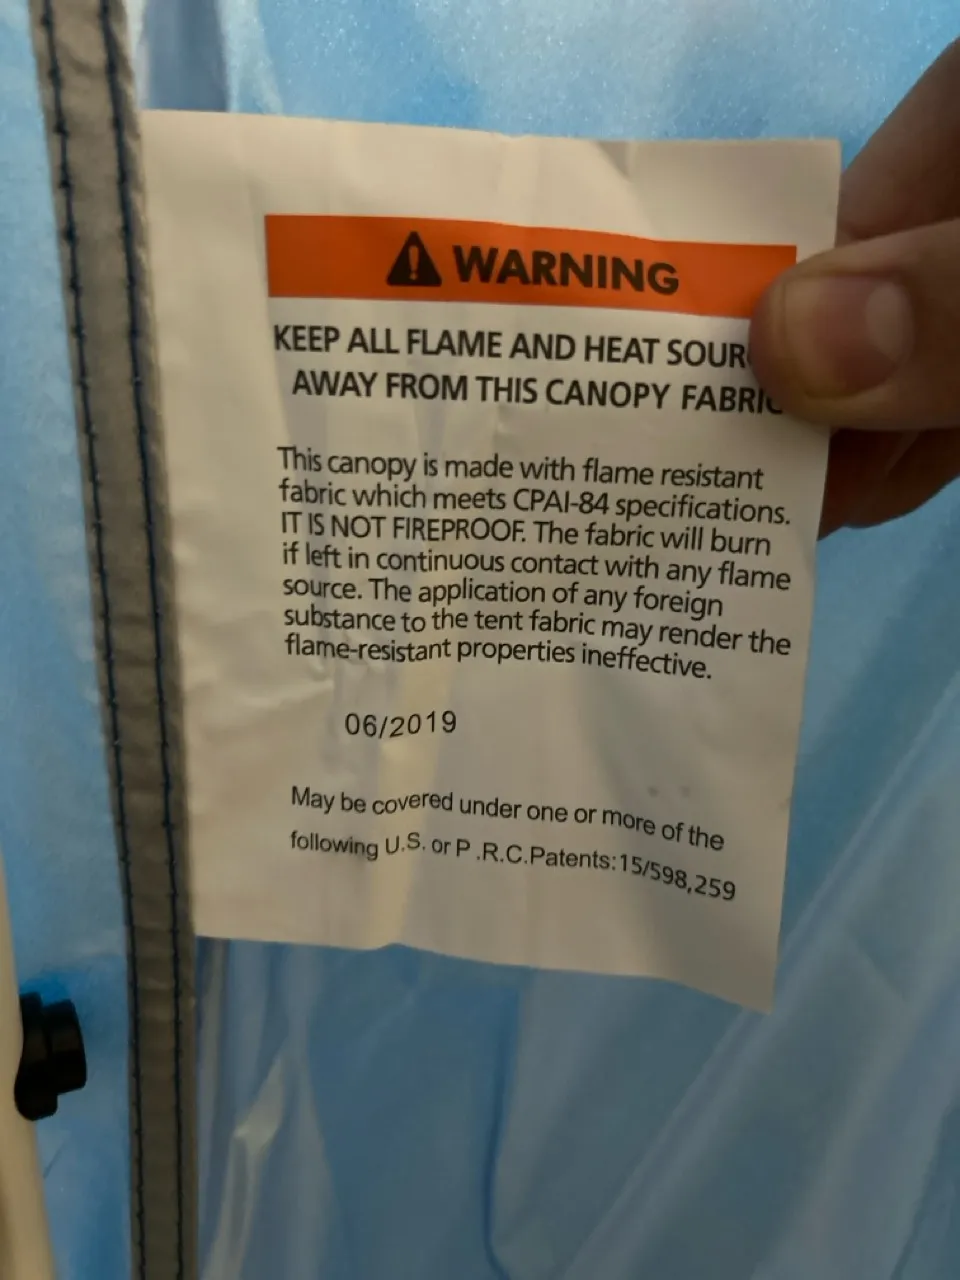 WARNING
KEEP ALL FLAME AND HEAT
AWAY FROM THIS CANOPY FABRIC
This canopy is made with flame resistant
fabric which meets CPAI-84 specifications.
IT IS NOT FIREPROOF. The fabric will burn
if left in continuous contact with any flame
source. The application of any foreign
substance to the tent fabric may render the
flame-resistant properties ineffective.
06/2019
May be covered under one or more of the
following U.S. or P .R.C.Patents:15/598,259